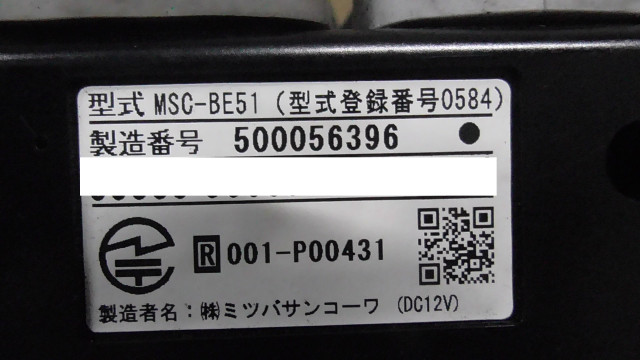 型式 MSC-BE51 (型式登録番号0584)
製造番号 500056396
R 001-P00431
製造者名:㈱ミツバサンコーワ (DC12V)